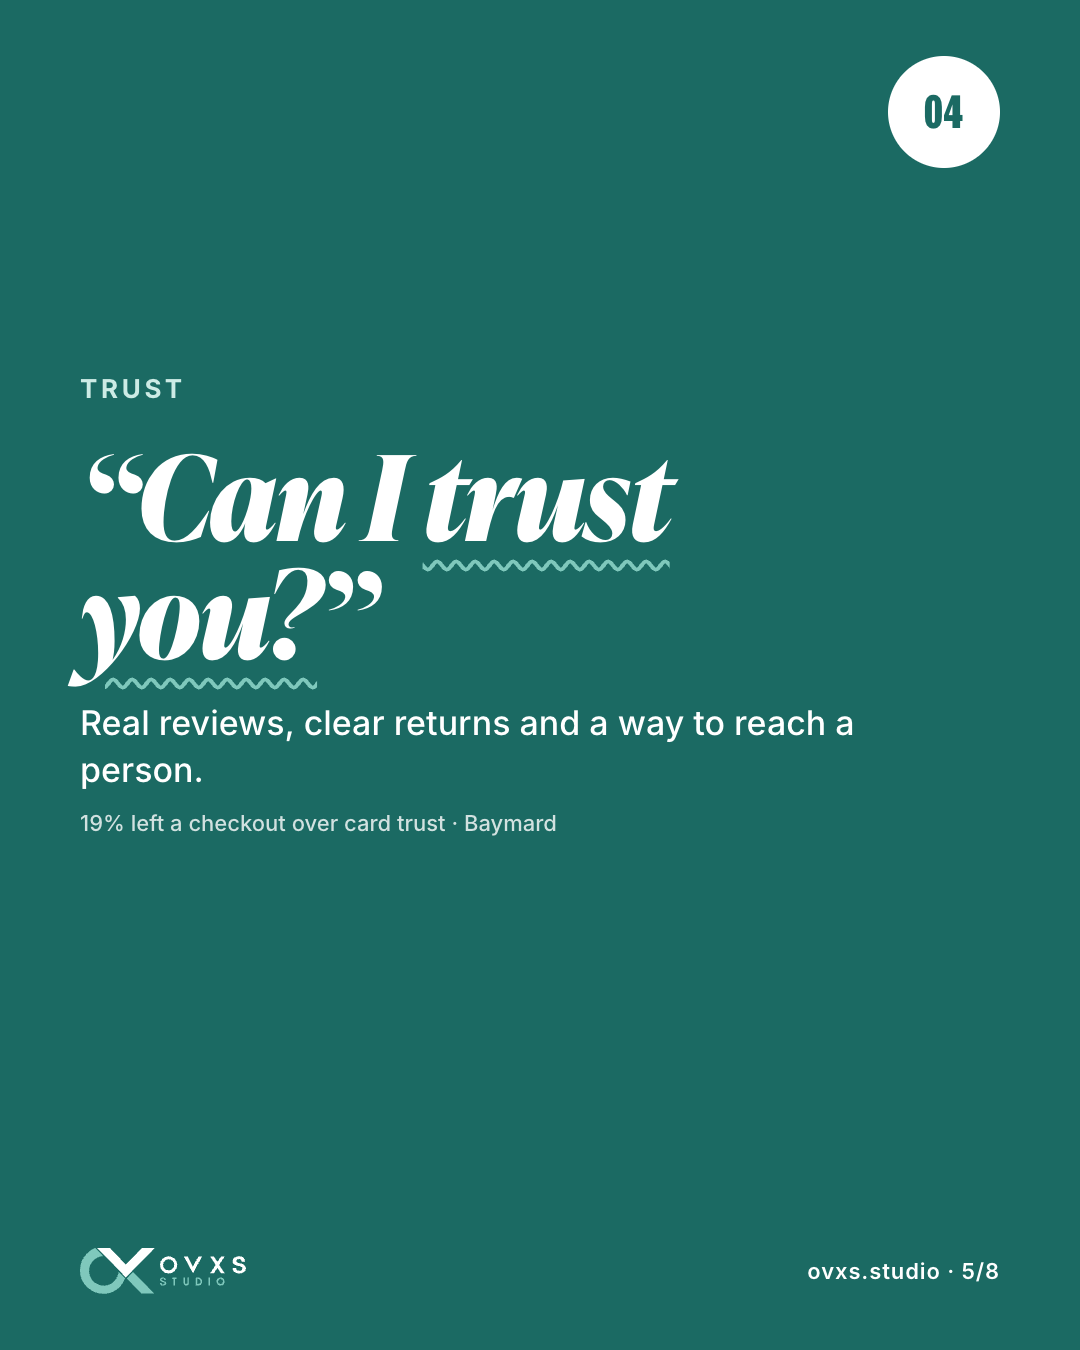 04
TRUST
“Can I trust
you?”
Real reviews, clear returns and a way to reach a
person.
19% left a checkout over card trust · Baymard
OVXS
STUDIO
ovxs.studio · 5/8